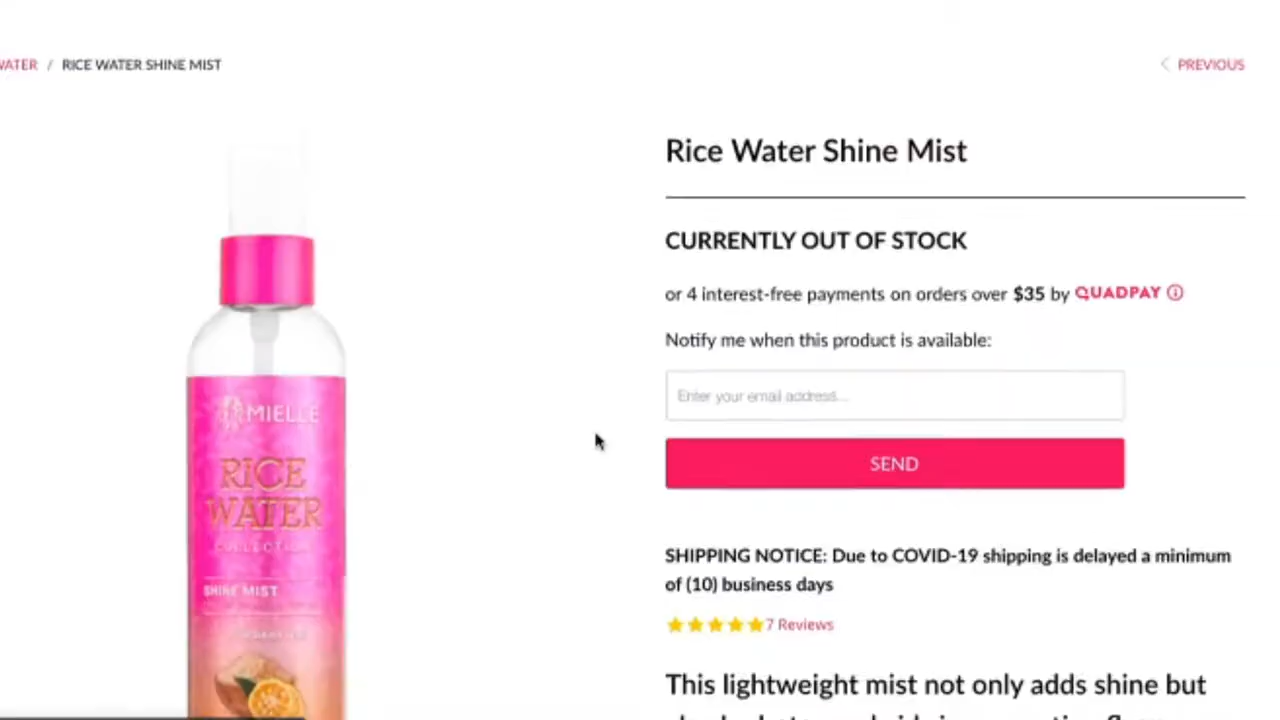 WATER / RICE WATER SHINE MIST
PREVIOUS
Rice Water Shine Mist
CURRENTLY OUT OF STOCK
or 4 interest-free payments on orders over $35 by QUADPAY
Notify me when this product is available:
Enter your email address...
SEND
SHIPPING NOTICE: Due to COVID-19 shipping is delayed a minimum
of (10) business days
7 Reviews
This lightweight mist not only adds shine but
MIELLE
RICE
WATER
COLLECTION
SHINE MIST